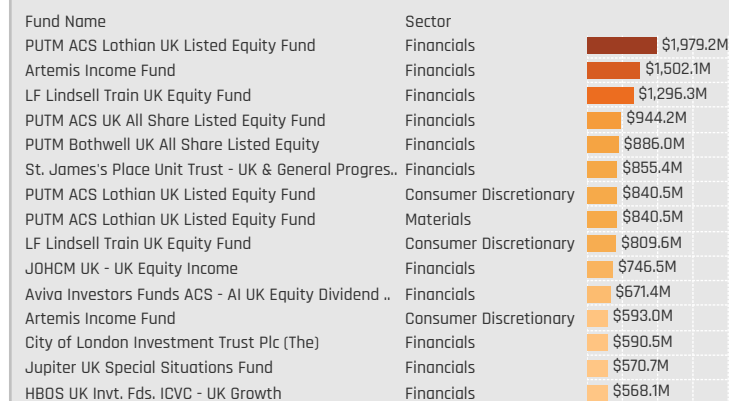 Fund Name Sector
PUTM ACS Lothian UK Listed Equity Fund Financials $1,979.2M
Artemis Income Fund Financials $1,502.1M
LF Lindsell Train UK Equity Fund Financials $1,296.3M
PUTM ACS UK All Share Listed Equity Fund Financials $944.2M
PUTM Bothwell UK All Share Listed Equity Financials $886.0M
St. James's Place Unit Trust - UK & General Progres.. Financials $855.4M
PUTM ACS Lothian UK Listed Equity Fund Consumer Discretionary $840.5M
PUTM ACS Lothian UK Listed Equity Fund Materials $840.5M
LF Lindsell Train UK Equity Fund Consumer Discretionary $809.6M
JOHCM UK - UK Equity Income Financials $746.5M
Aviva Investors Funds ACS - AI UK Equity Dividend .. Financials $671.4M
Artemis Income Fund Consumer Discretionary $593.0M
City of London Investment Trust Plc (The) Financials $590.5M
Jupiter UK Special Situations Fund Financials $570.7M
HBOS UK Invt. Fds. ICVC - UK Growth Financials $568.1M